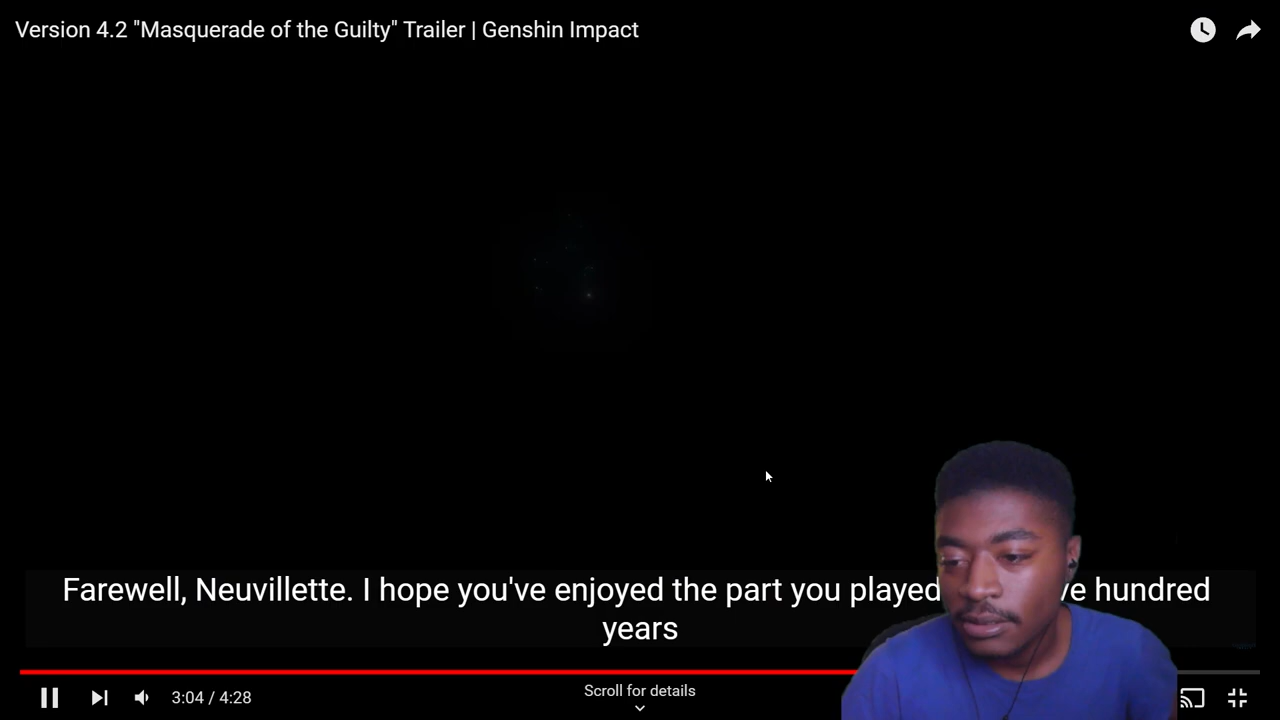 Version 4.2 "Masquerade of the Guilty" Trailer | Genshin Impact
Farewell, Neuvillette. I hope you've enjoyed the part you played hundred
years
3:04 / 4:28
Scroll for details